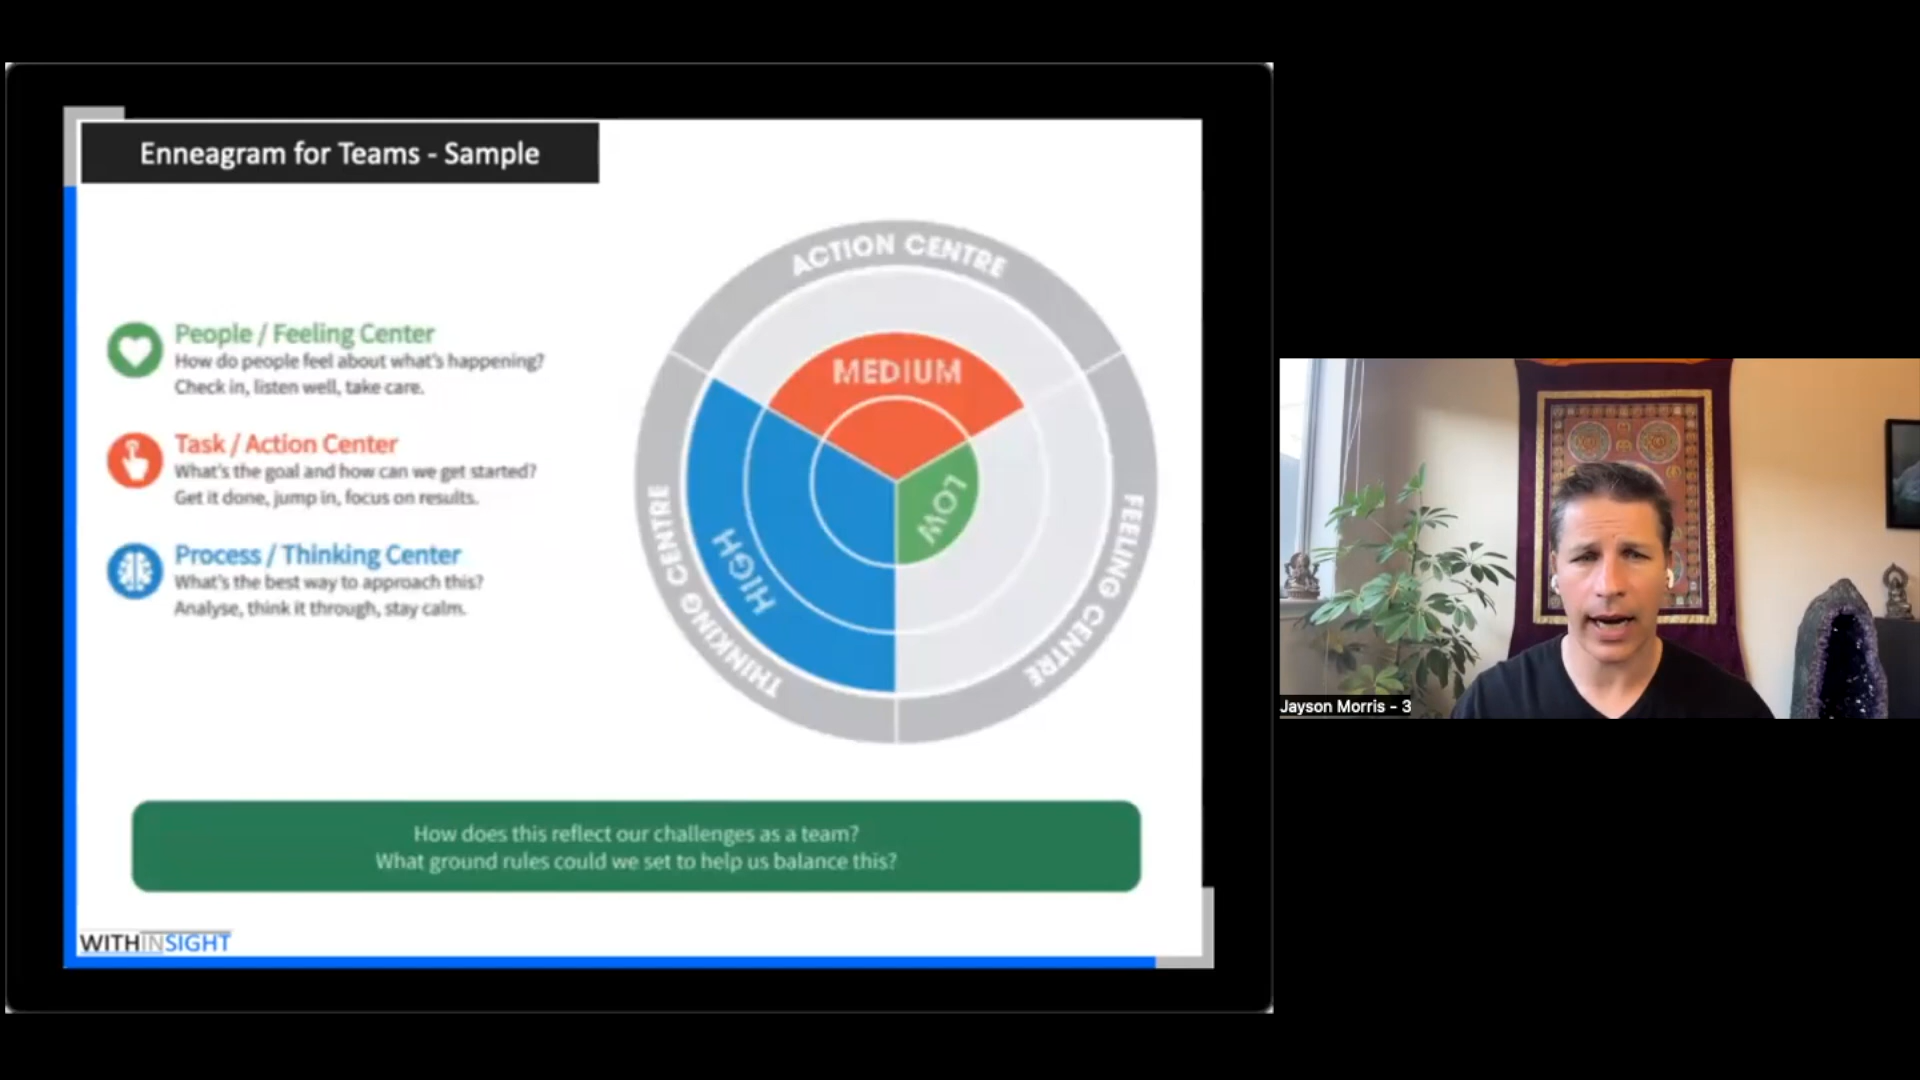 Enneagram for Teams - Sample
People / Feeling Center
How do people feel about what's happening?
Check in, listen well, take care.
Task / Action Center
What's the goal and how can we get started?
Get it done, jump in, focus on results.
Process / Thinking Center
What's the best way to approach this?
Analyse, think it through, stay calm.
ACTION CENTRE
MEDIUM
LOW
HIGH
THINKING CENTRE
FEELING CENTRE
How does this reflect our challenges as a team?
What ground rules could we set to help us balance this?
WITHINSIGHT
Jayson Morris - 3